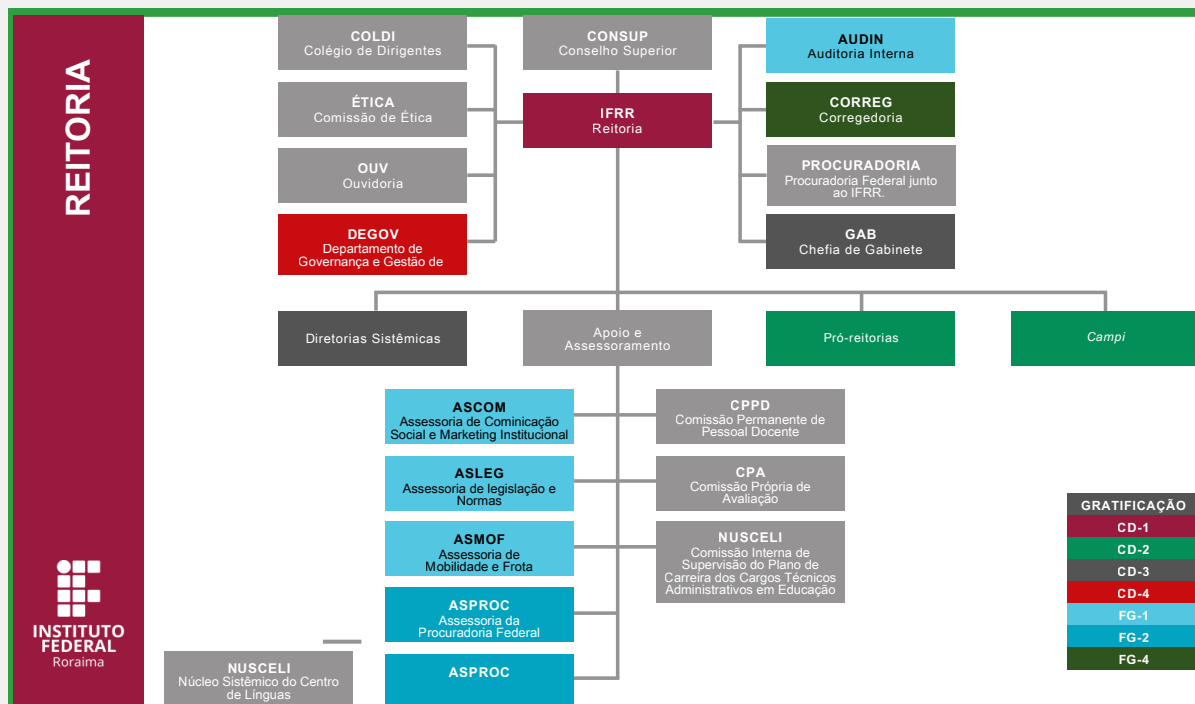 REITORIA
INSTITUTO
FEDERAL
Roraima
COLDI
Colégio de Dirigentes
CONSUP
Conselho Superior
AUDIN
Auditoria Interna
ÉTICA
Comissão de Ética
IFRR
Reitoria
CORREG
Corregedoria
OUV
Ouvidoria
PROCURADORIA
Procuradoria Federal junto
ao IFRR.
DEGOV
Departamento de
Governança e Gestão de
GAB
Chefia de Gabinete
Diretorias Sistêmicas
Apoio e
Assessoramento
Pró-reitorias
Campi
ASCOM
Assessoria de Cominicação
Social e Marketing Institucional
CPPD
Comissão Permanente de
Pessoal Docente
ASLEG
Assessoria de legislação e
Normas
CPA
Comissão Própria de
Avaliação
ASMOF
Assessoria de
Mobilidade e Frota
NUSCELI
Comissão Interna de
Supervisão do Plano de
Carreira dos Cargos Técnicos
Administrativos em Educação
ASPROC
Assessoria da
Procuradoria Federal
NUSCELI
Núcleo Sistêmico do Centro
de Línguas
ASPROC
GRATIFICAÇÃO
CD-1
CD-2
CD-3
CD-4
FG-1
FG-2
FG-4